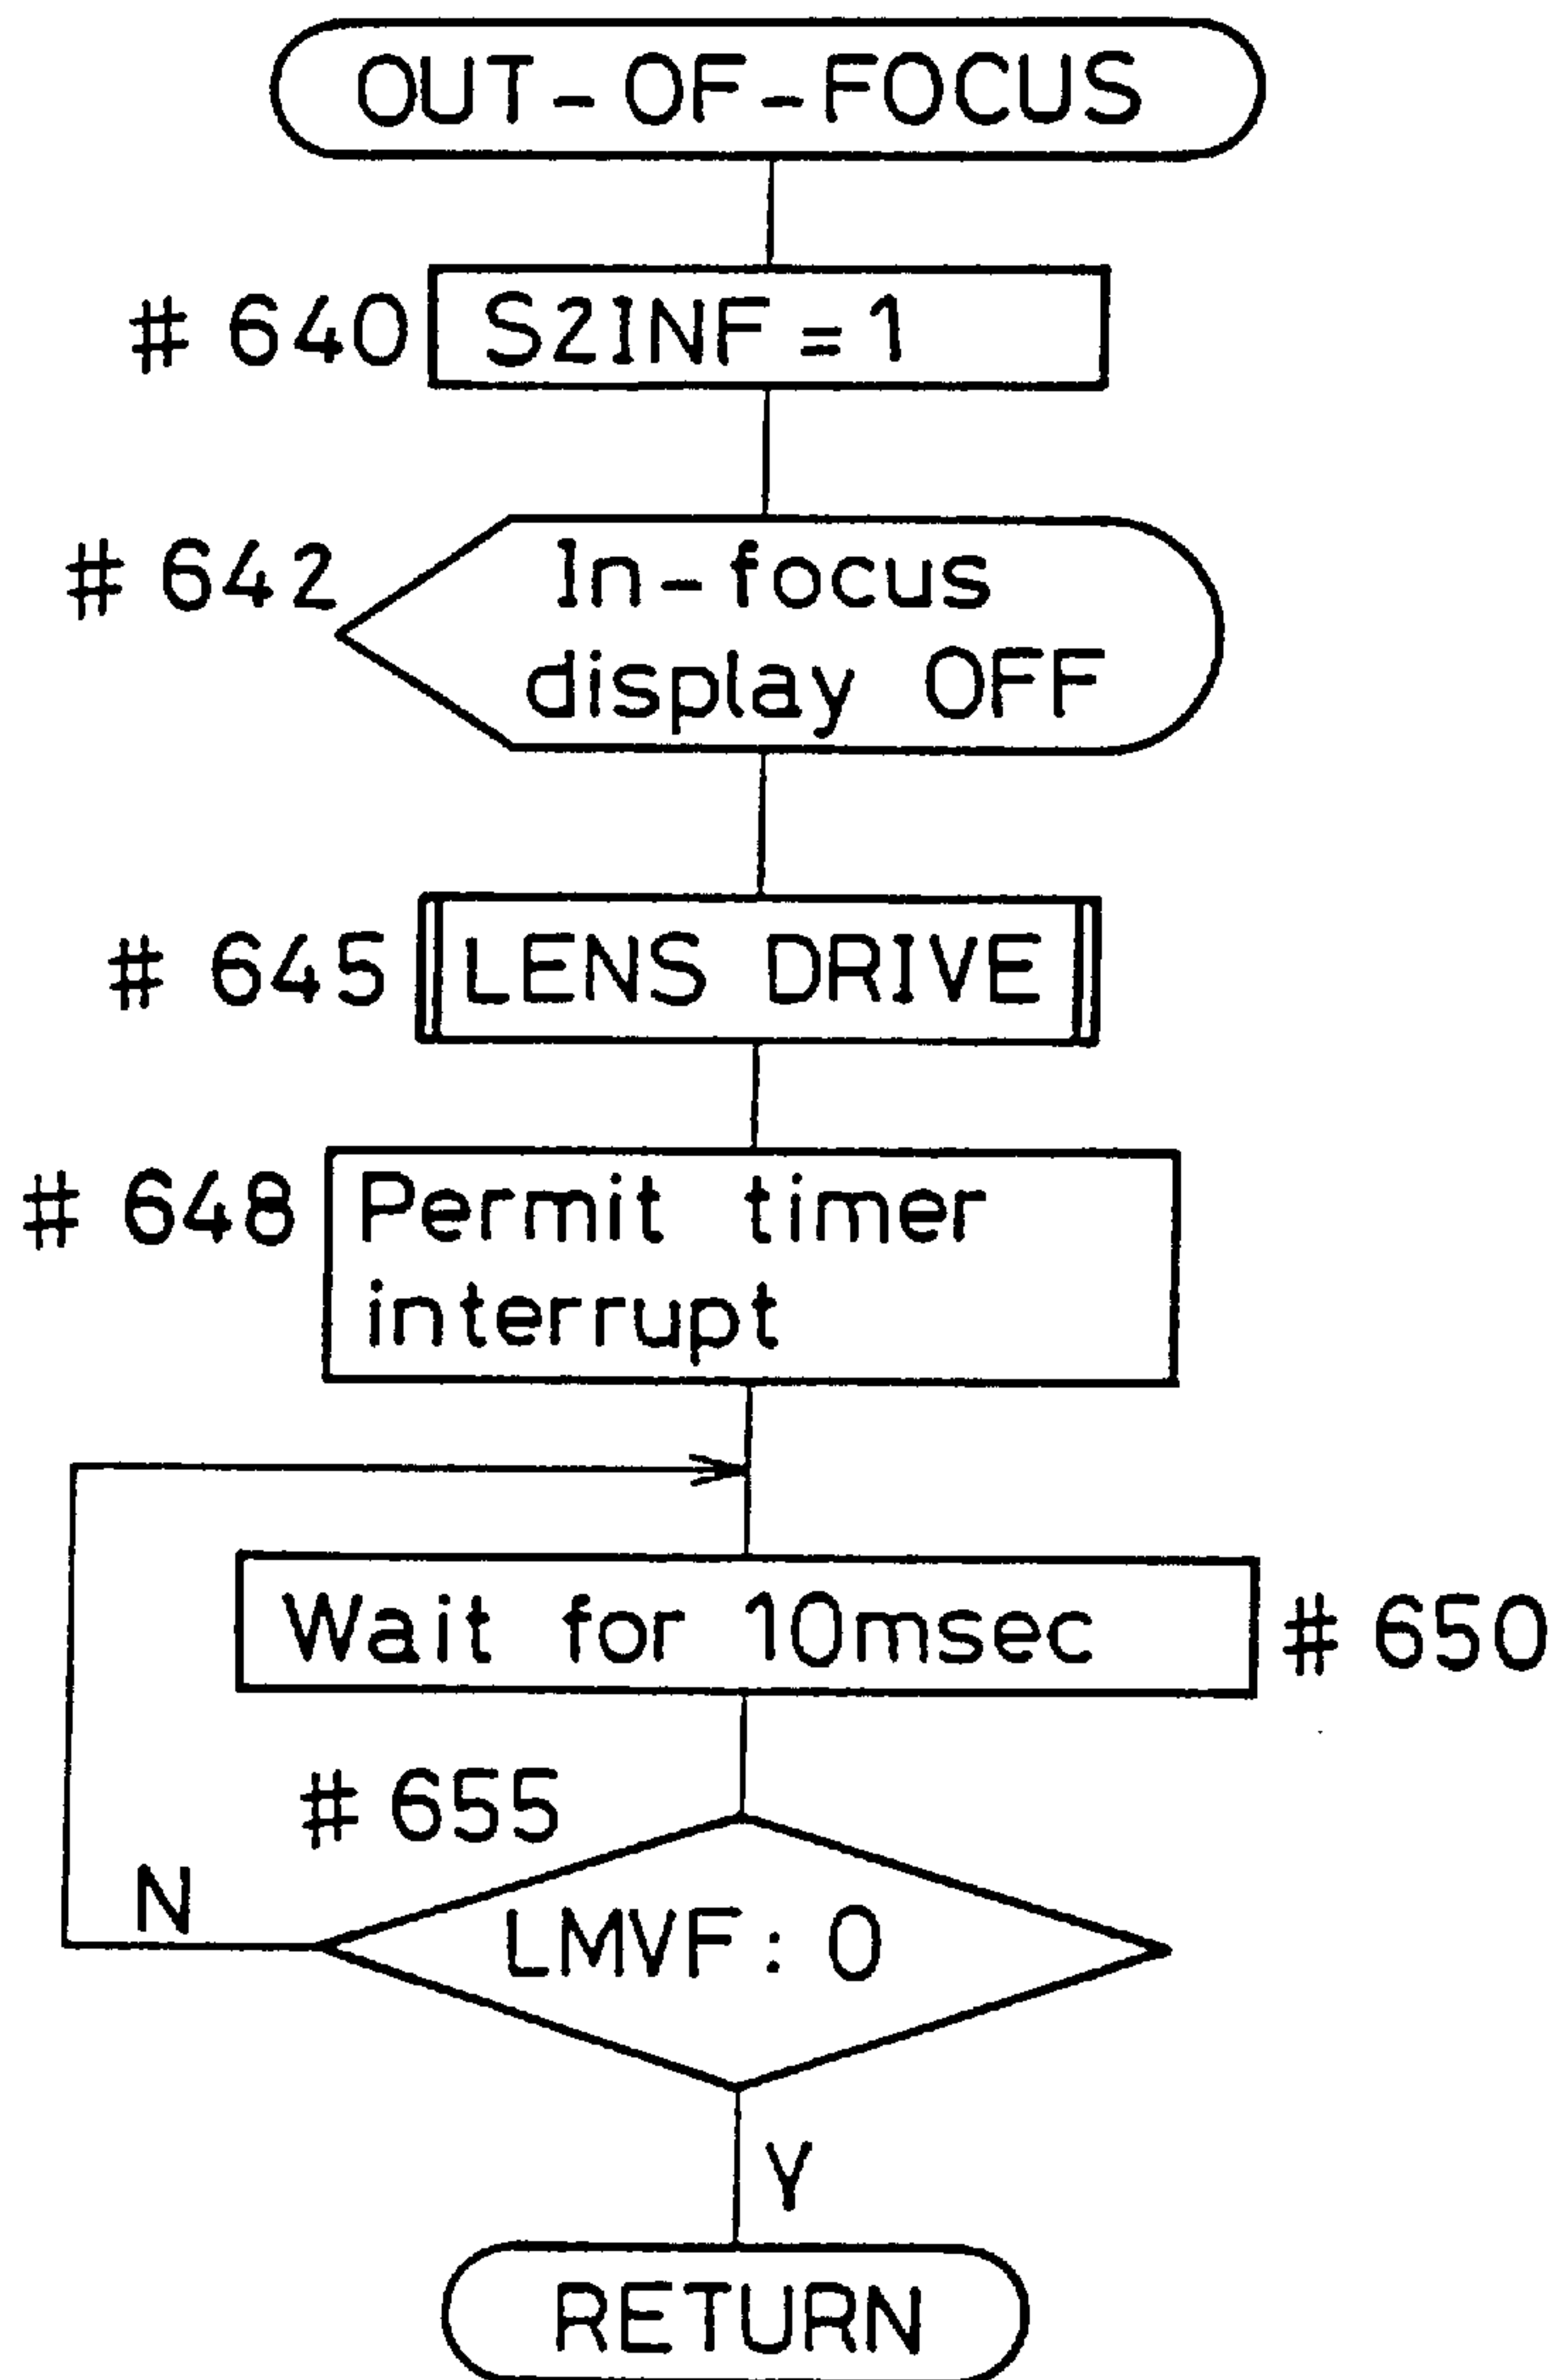 OUT-OF-FOCUS
# 640 S2INF = 1
# 642 In-focus
display OFF
# 645 LENS DRIVE
# 648 Permit timer
interrupt
Wait for 10msec # 650
# 655
N
LMVF : 0
Y
RETURN